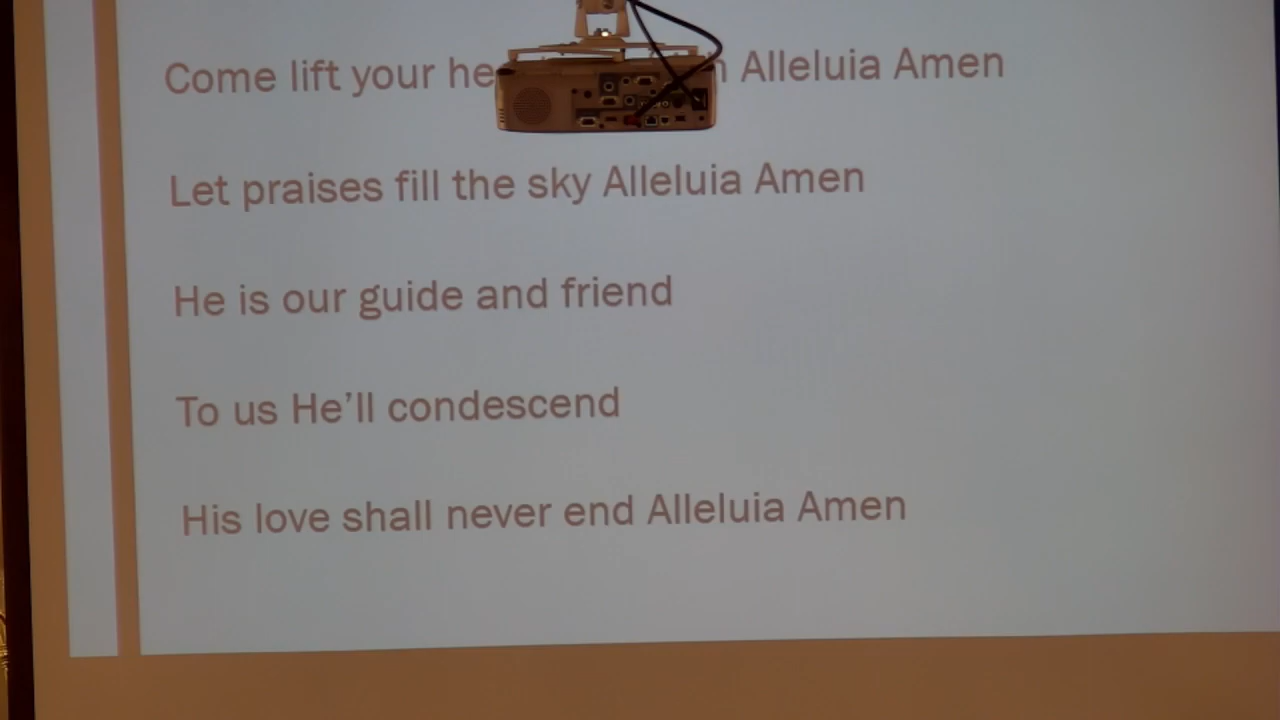 Come lift your Alleluia Amen
Let praises fill the sky Alleluia Amen
He is our guide and friend
To us He'll condescend
His love shall never end Alleluia Amen